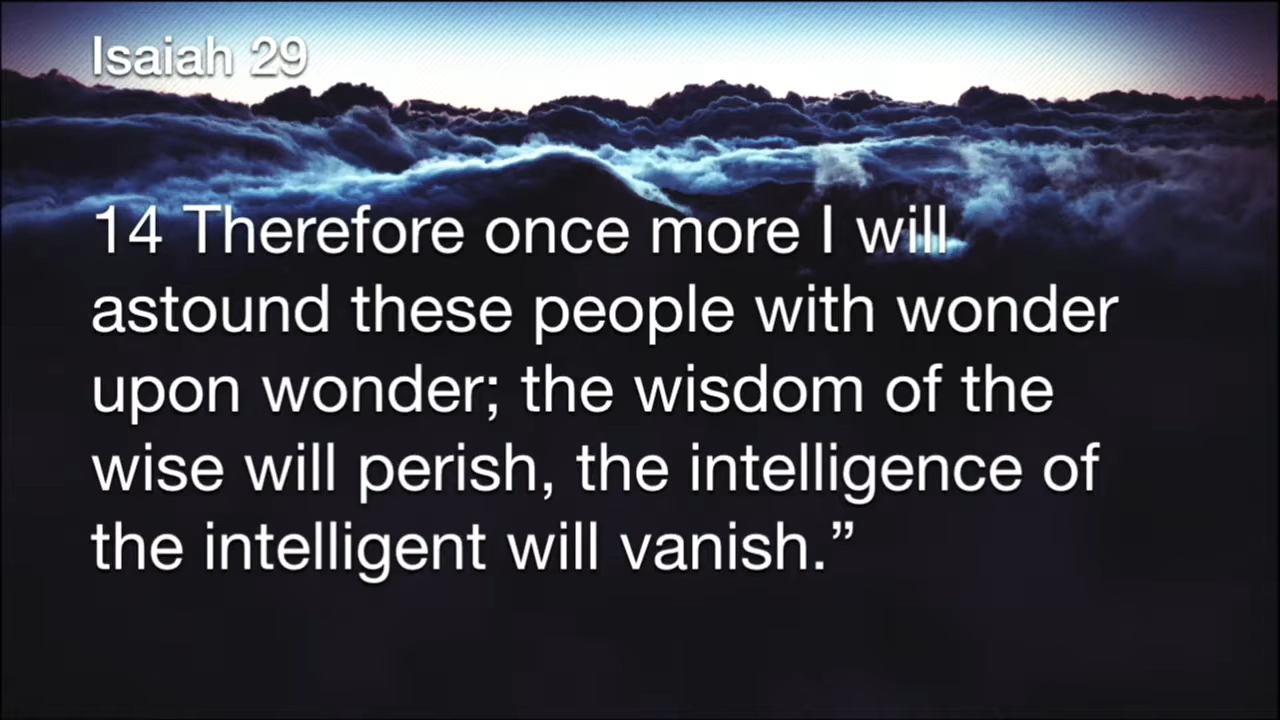 Isaiah 29
14 Therefore once more I will
astound these people with wonder
upon wonder; the wisdom of the
wise will perish, the intelligence of
the intelligent will vanish.”